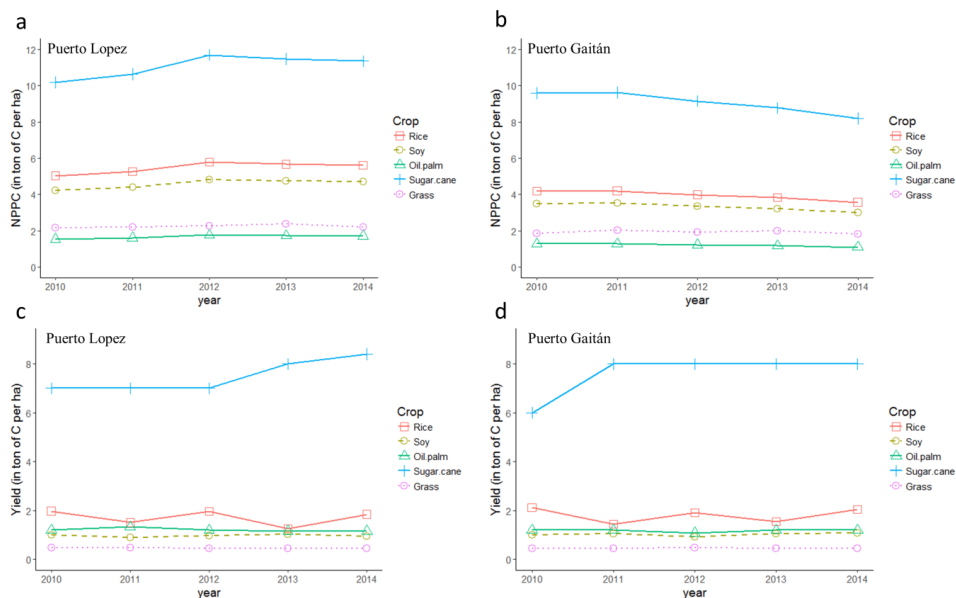 a
Puerto Lopez
NPPC (in ton of C per ha)
12
10
8
6
4
2
0
2010 2011 2012 2013 2014
year
Crop
Rice
Soy
Oil.palm
Sugar.cane
Grass
b
Puerto Gaitán
NPPC (in ton of C per ha)
12
10
8
6
4
2
0
2010 2011 2012 2013 2014
year
Crop
Rice
Soy
Oil.palm
Sugar.cane
Grass
c
Puerto Lopez
Yield (in ton of C per ha)
8
6
4
2
0
2010 2011 2012 2013 2014
year
Crop
Rice
Soy
Oil.palm
Sugar.cane
Grass
d
Puerto Gaitán
Yield (in ton of C per ha)
8
6
4
2
0
2010 2011 2012 2013 2014
year
Crop
Rice
Soy
Oil.palm
Sugar.cane
Grass